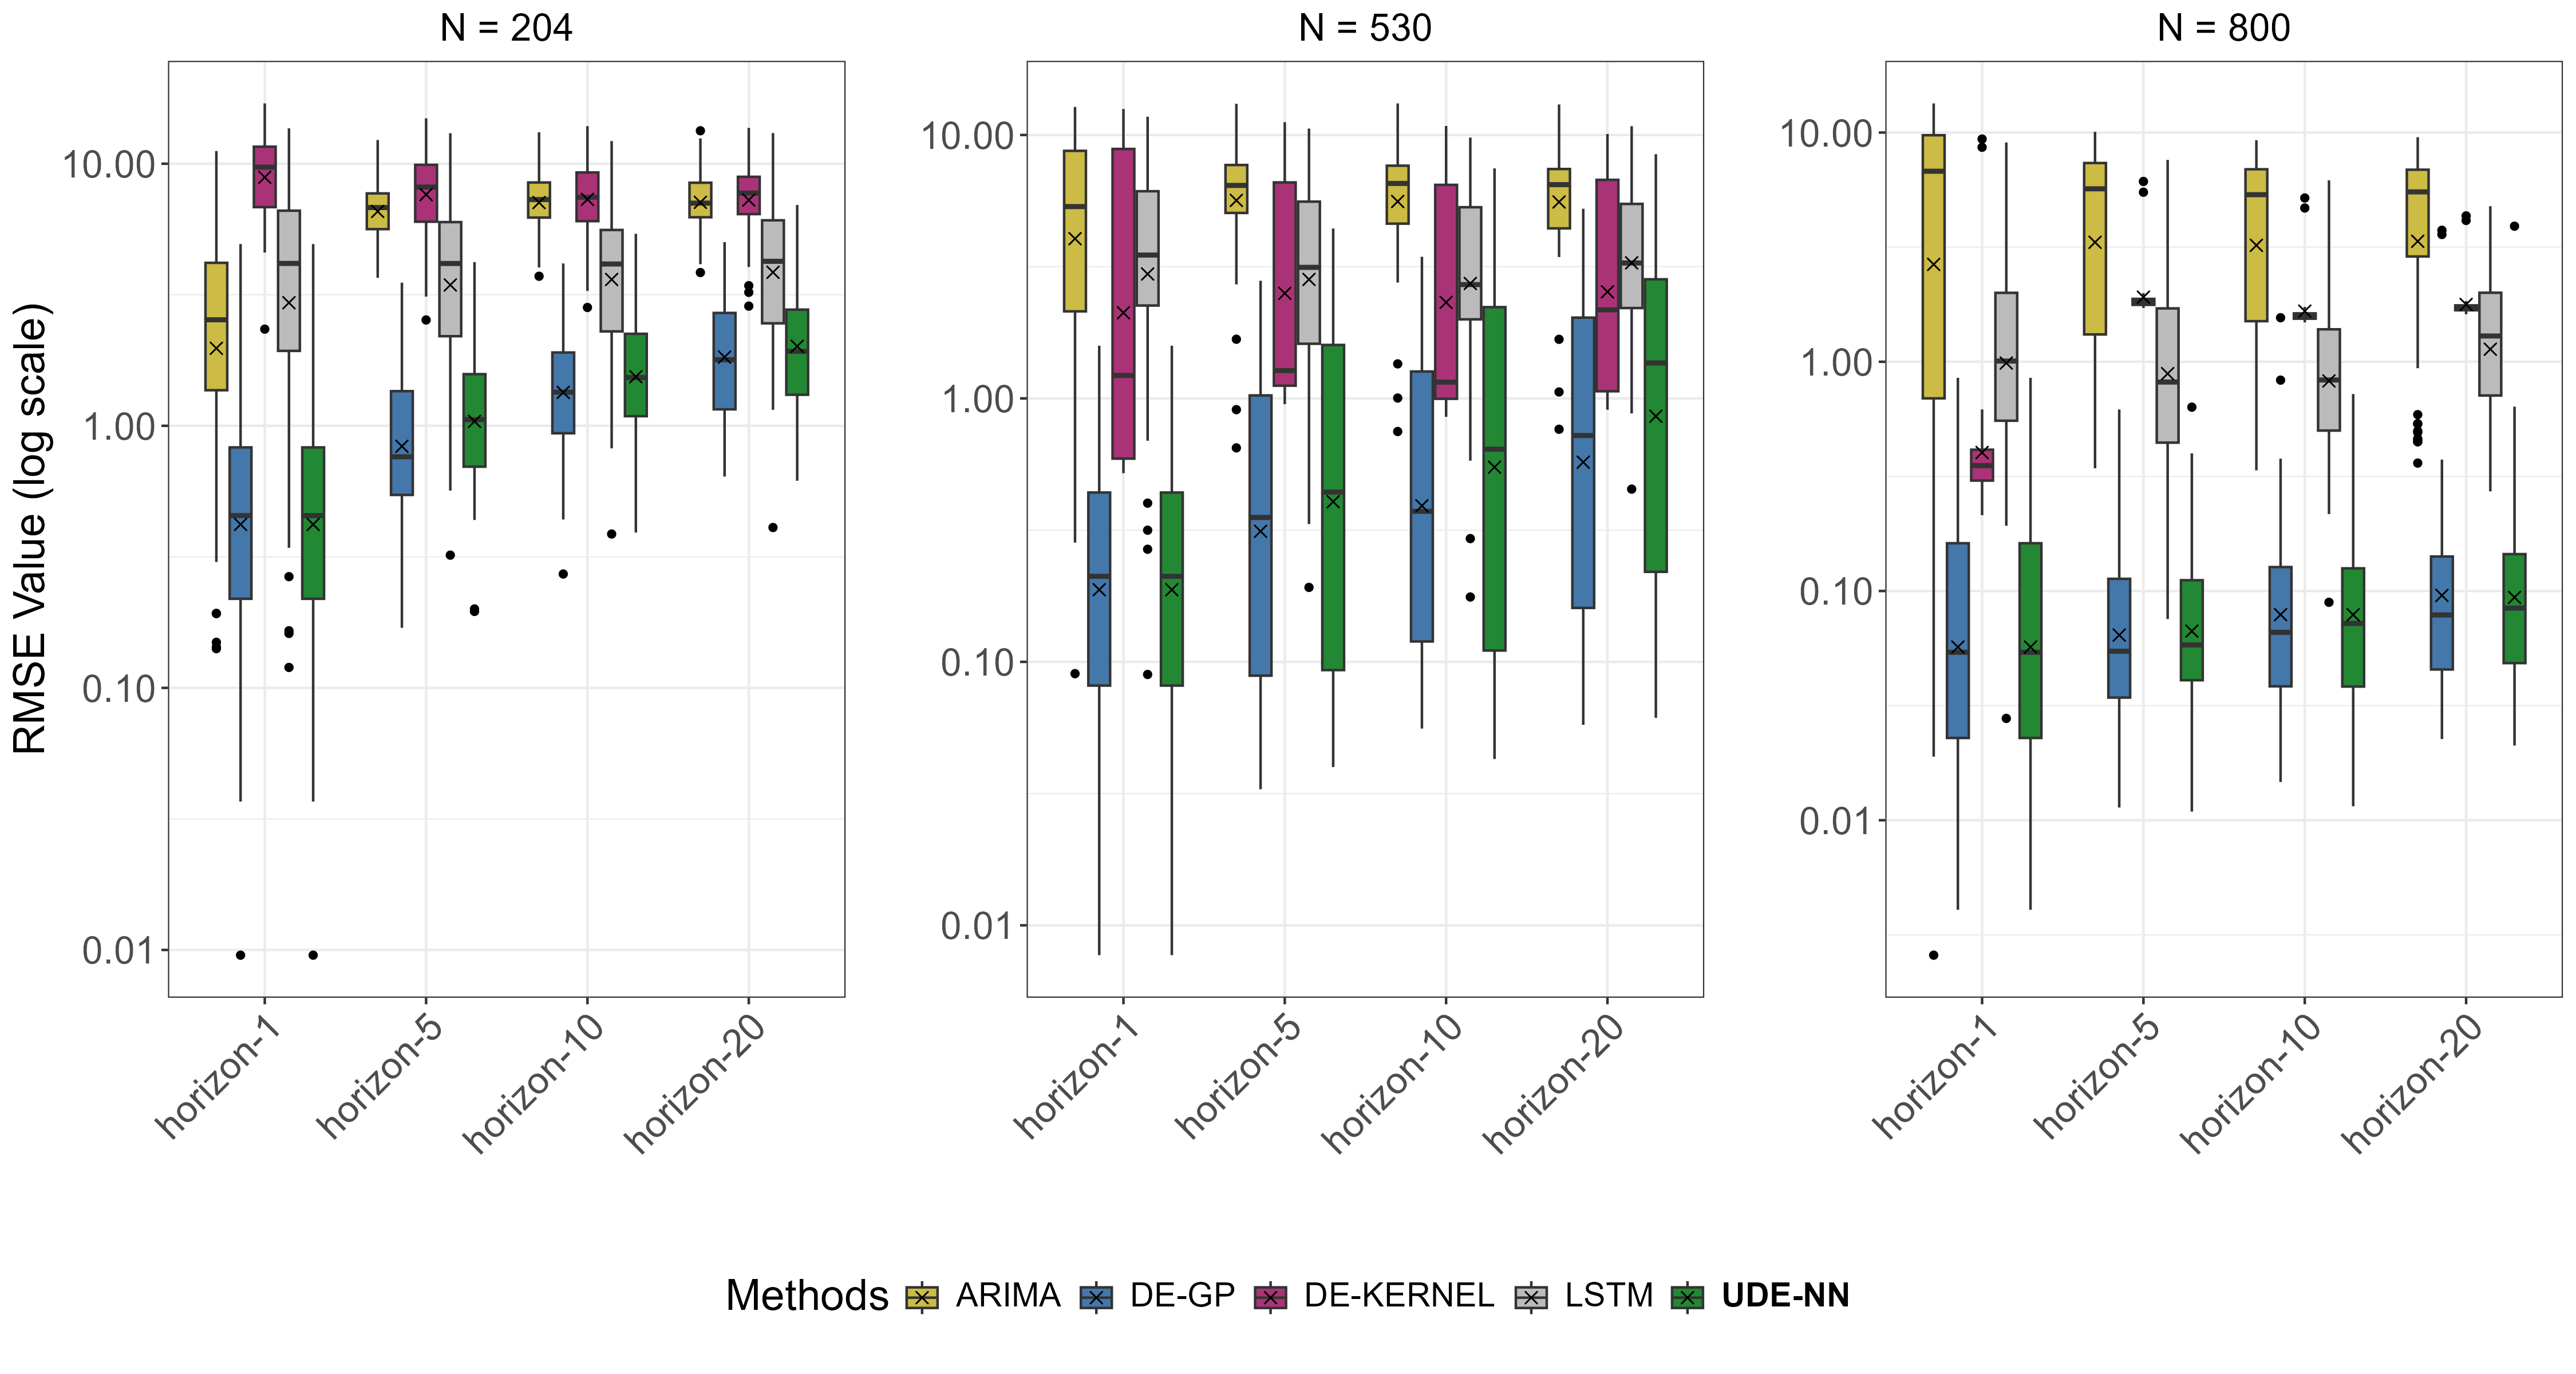 N = 204
N = 530
N = 800
RMSE Value (log scale)
10.00
1.00
0.10
0.01
10.00
1.00
0.10
0.01
10.00
1.00
0.10
0.01
horizon-1
horizon-5
horizon-10
horizon-20
horizon-1
horizon-5
horizon-10
horizon-20
horizon-1
horizon-5
horizon-10
horizon-20
Methods ARIMA DE-GP DE-KERNEL LSTM UDE-NN